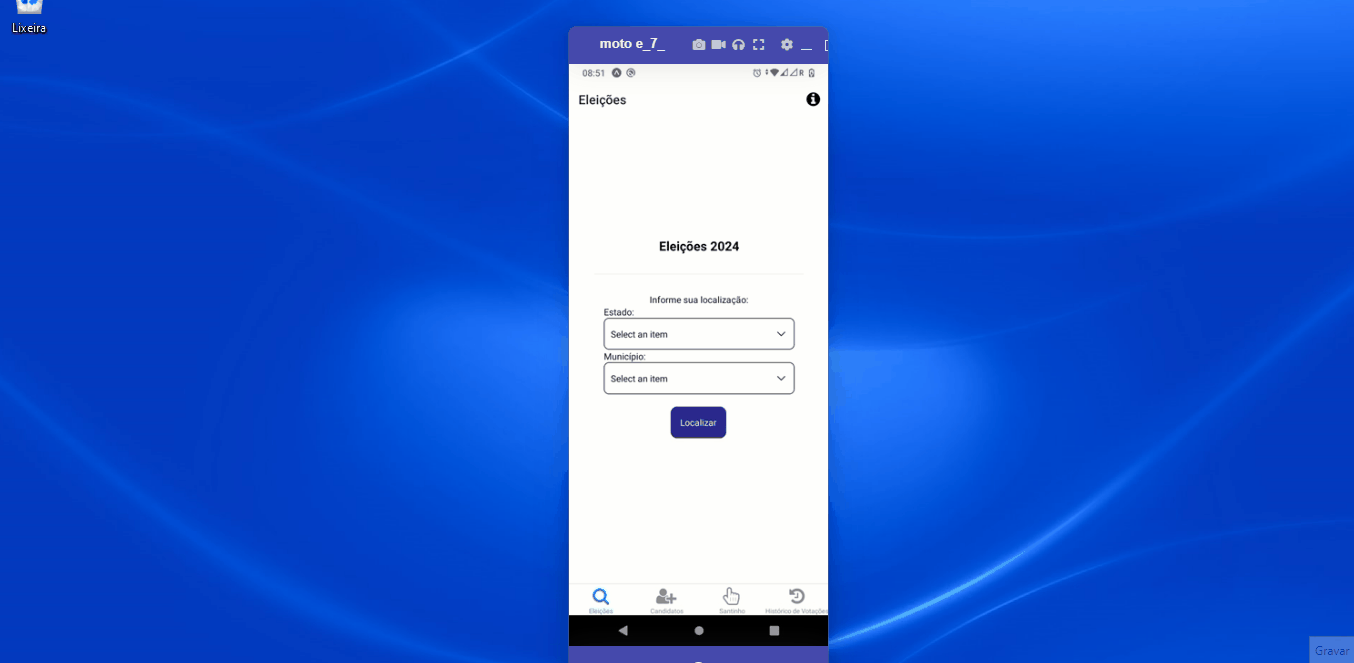 Lixeira
moto e_7_
08:51
R
Eleições
Eleições 2024
Informe sua localização:
Estado:
Select an item
Município:
Select an item
Localizar
Eleições
Candidatos
Santinho
Histórico de Votações
Gravar